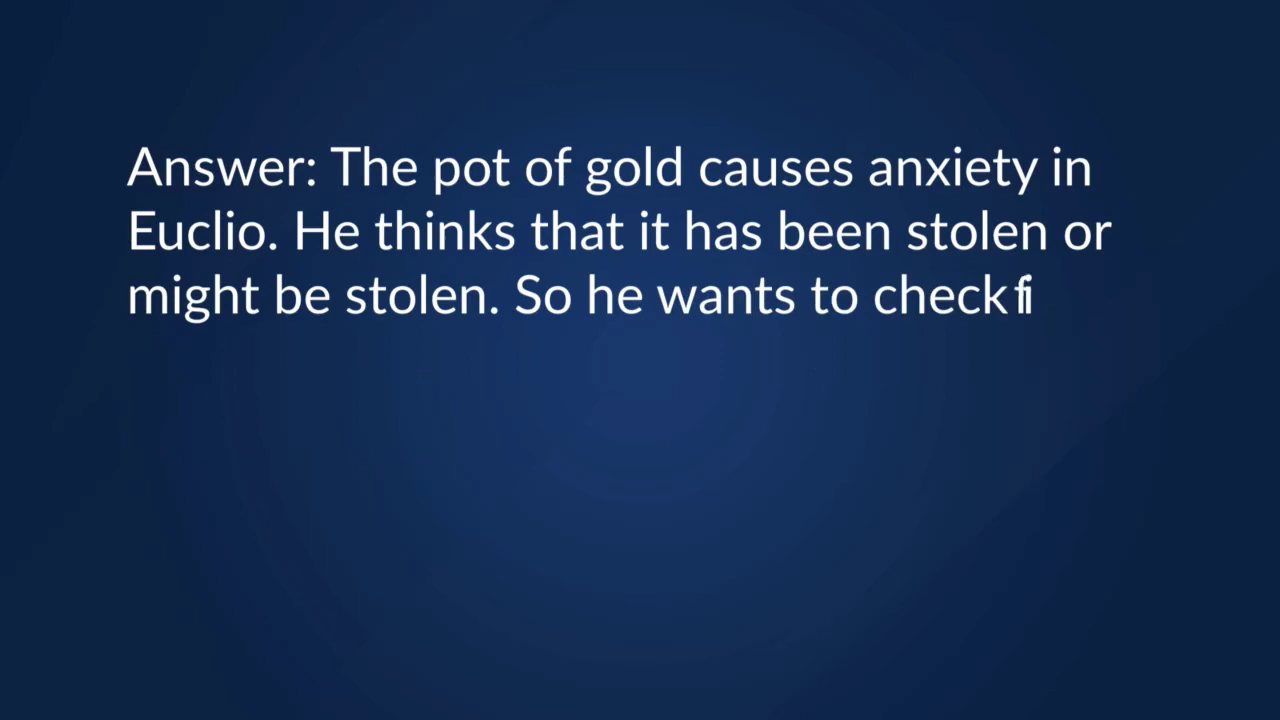 Answer: The pot of gold causes anxiety in
Euclio. He thinks that it has been stolen or
might be stolen. So he wants to check